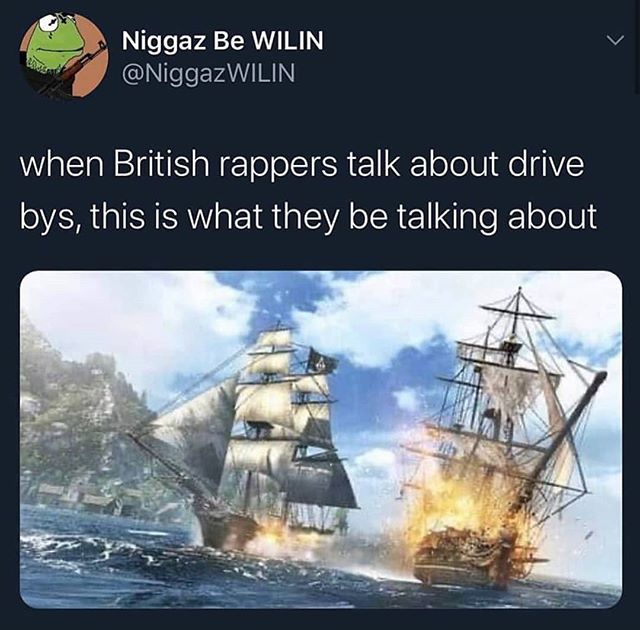 Niggaz Be WILIN
@NiggazWILIN
when British rappers talk about drive
bys, this is what they be talking about